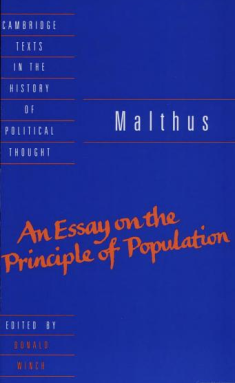 CAMBRIDGE
TEXTS
IN THE
HISTORY
OF
POLITICAL
THOUGHT
Malthus
An Essay on the
Principle of Population
EDITED BY
DONALD
WINCH